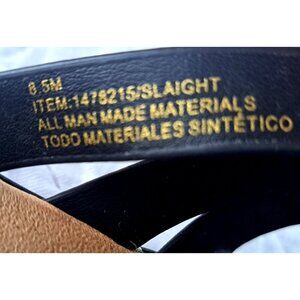 8.5M
ITEM:1478215/SLAIGHT
ALL MAN MADE MATERIALS
TODO MATERIALES SINTÉTICO